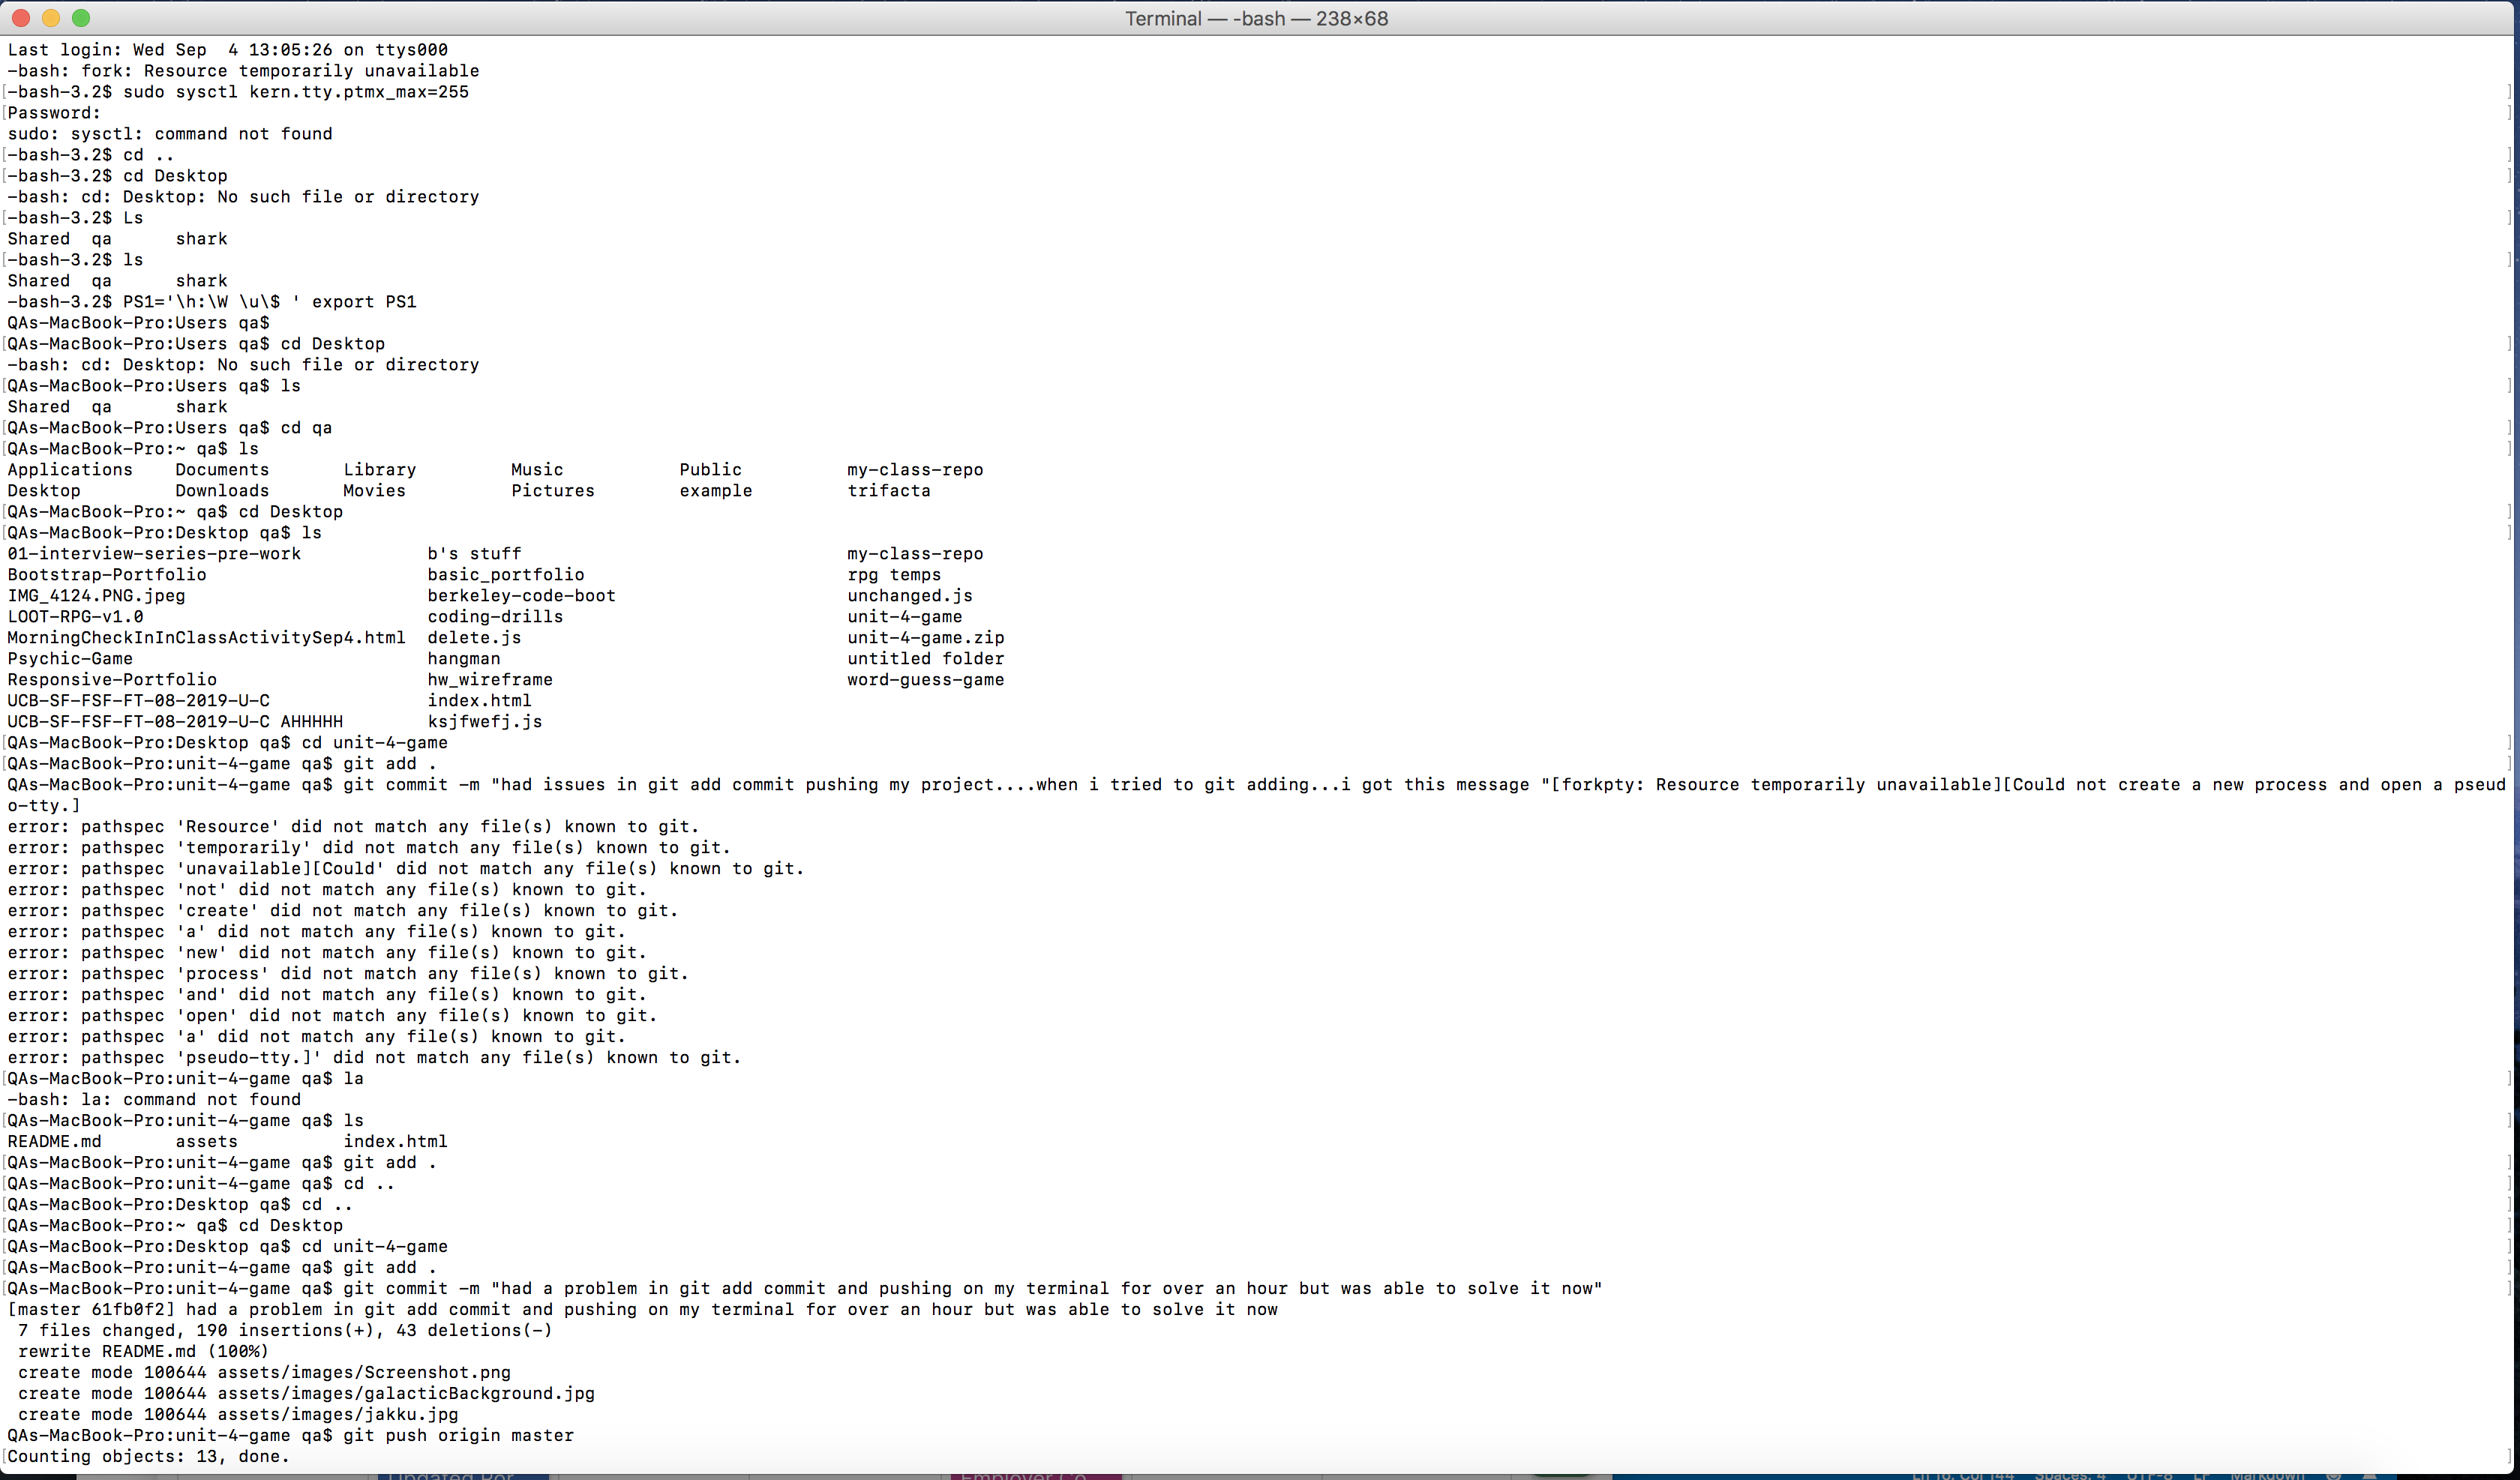 Terminal — -bash — 238×68
Last login: Wed Sep  4 13:05:26 on ttys000
-bash: fork: Resource temporarily unavailable
[-bash-3.2$ sudo sysctl kern.tty.ptmx_max=255 ]
[Password: ]
sudo: sysctl: command not found
[-bash-3.2$ cd .. ]
[-bash-3.2$ cd Desktop ]
-bash: cd: Desktop: No such file or directory
[-bash-3.2$ Ls ]
Shared  qa      shark
[-bash-3.2$ ls ]
Shared  qa      shark
-bash-3.2$ PS1='\h:\W \u\$ ' export PS1
QAs-MacBook-Pro:Users qa$
[QAs-MacBook-Pro:Users qa$ cd Desktop ]
-bash: cd: Desktop: No such file or directory
[QAs-MacBook-Pro:Users qa$ ls ]
Shared  qa      shark
[QAs-MacBook-Pro:Users qa$ cd qa ]
[QAs-MacBook-Pro:~ qa$ ls ]
Applications    Documents       Library         Music           Public          my-class-repo
Desktop         Downloads       Movies          Pictures        example         trifacta
[QAs-MacBook-Pro:~ qa$ cd Desktop ]
[QAs-MacBook-Pro:Desktop qa$ ls ]
01-interview-series-pre-work            b's stuff                               my-class-repo
Bootstrap-Portfolio                     basic_portfolio                         rpg temps
IMG_4124.PNG.jpeg                       berkeley-code-boot                      unchanged.js
LOOT-RPG-v1.0                           coding-drills                           unit-4-game
MorningCheckInInClassActivitySep4.html  delete.js                               unit-4-game.zip
Psychic-Game                            hangman                                 untitled folder
Responsive-Portfolio                    hw_wireframe                            word-guess-game
UCB-SF-FSF-FT-08-2019-U-C               index.html
UCB-SF-FSF-FT-08-2019-U-C AHHHHH        ksjfwefj.js
[QAs-MacBook-Pro:Desktop qa$ cd unit-4-game ]
[QAs-MacBook-Pro:unit-4-game qa$ git add . ]
QAs-MacBook-Pro:unit-4-game qa$ git commit -m "had issues in git add commit pushing my project....when i tried to git adding...i got this message "[forkpty: Resource temporarily unavailable][Could not create a new process and open a pseud
o-tty.]
error: pathspec 'Resource' did not match any file(s) known to git.
error: pathspec 'temporarily' did not match any file(s) known to git.
error: pathspec 'unavailable][Could' did not match any file(s) known to git.
error: pathspec 'not' did not match any file(s) known to git.
error: pathspec 'create' did not match any file(s) known to git.
error: pathspec 'a' did not match any file(s) known to git.
error: pathspec 'new' did not match any file(s) known to git.
error: pathspec 'process' did not match any file(s) known to git.
error: pathspec 'and' did not match any file(s) known to git.
error: pathspec 'open' did not match any file(s) known to git.
error: pathspec 'a' did not match any file(s) known to git.
error: pathspec 'pseudo-tty.]' did not match any file(s) known to git.
[QAs-MacBook-Pro:unit-4-game qa$ la ]
-bash: la: command not found
[QAs-MacBook-Pro:unit-4-game qa$ ls ]
README.md       assets          index.html
[QAs-MacBook-Pro:unit-4-game qa$ git add . ]
[QAs-MacBook-Pro:unit-4-game qa$ cd .. ]
[QAs-MacBook-Pro:Desktop qa$ cd .. ]
[QAs-MacBook-Pro:~ qa$ cd Desktop ]
[QAs-MacBook-Pro:Desktop qa$ cd unit-4-game ]
[QAs-MacBook-Pro:unit-4-game qa$ git add . ]
[QAs-MacBook-Pro:unit-4-game qa$ git commit -m "had a problem in git add commit and pushing on my terminal for over an hour but was able to solve it now" ]
[master 61fb0f2] had a problem in git add commit and pushing on my terminal for over an hour but was able to solve it now
 7 files changed, 190 insertions(+), 43 deletions(-)
 rewrite README.md (100%)
 create mode 100644 assets/images/Screenshot.png
 create mode 100644 assets/images/galacticBackground.jpg
 create mode 100644 assets/images/jakku.jpg
QAs-MacBook-Pro:unit-4-game qa$ git push origin master
[Counting objects: 13, done. ]